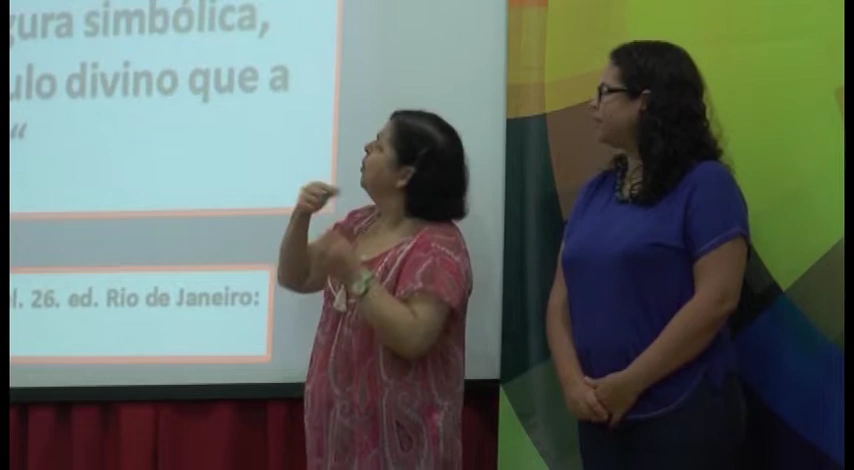 gura simbólica,
ulo divino que a
“
l. 26. ed. Rio de Janeiro: